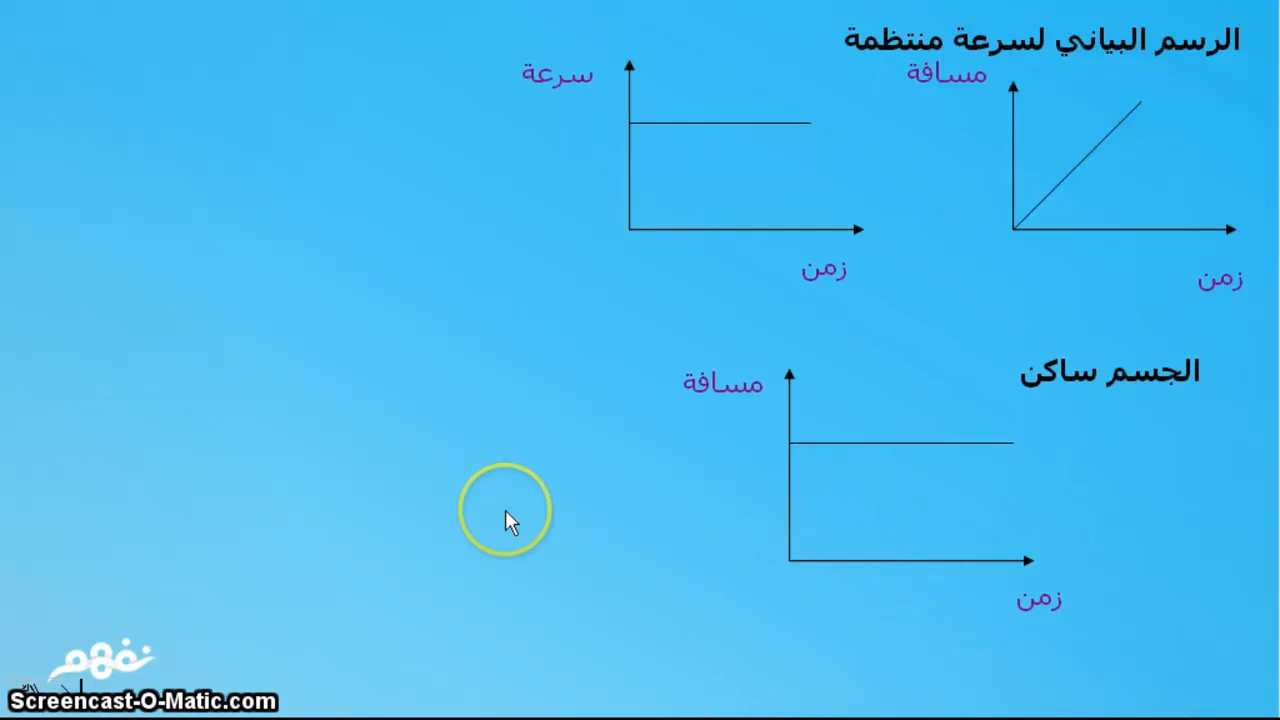 الرسم البياني لسرعة منتظمة
مسافة
سرعة
زمن
زمن
الجسم ساكن
مسافة
زمن
نفهم
Screencast-O-Matic.com